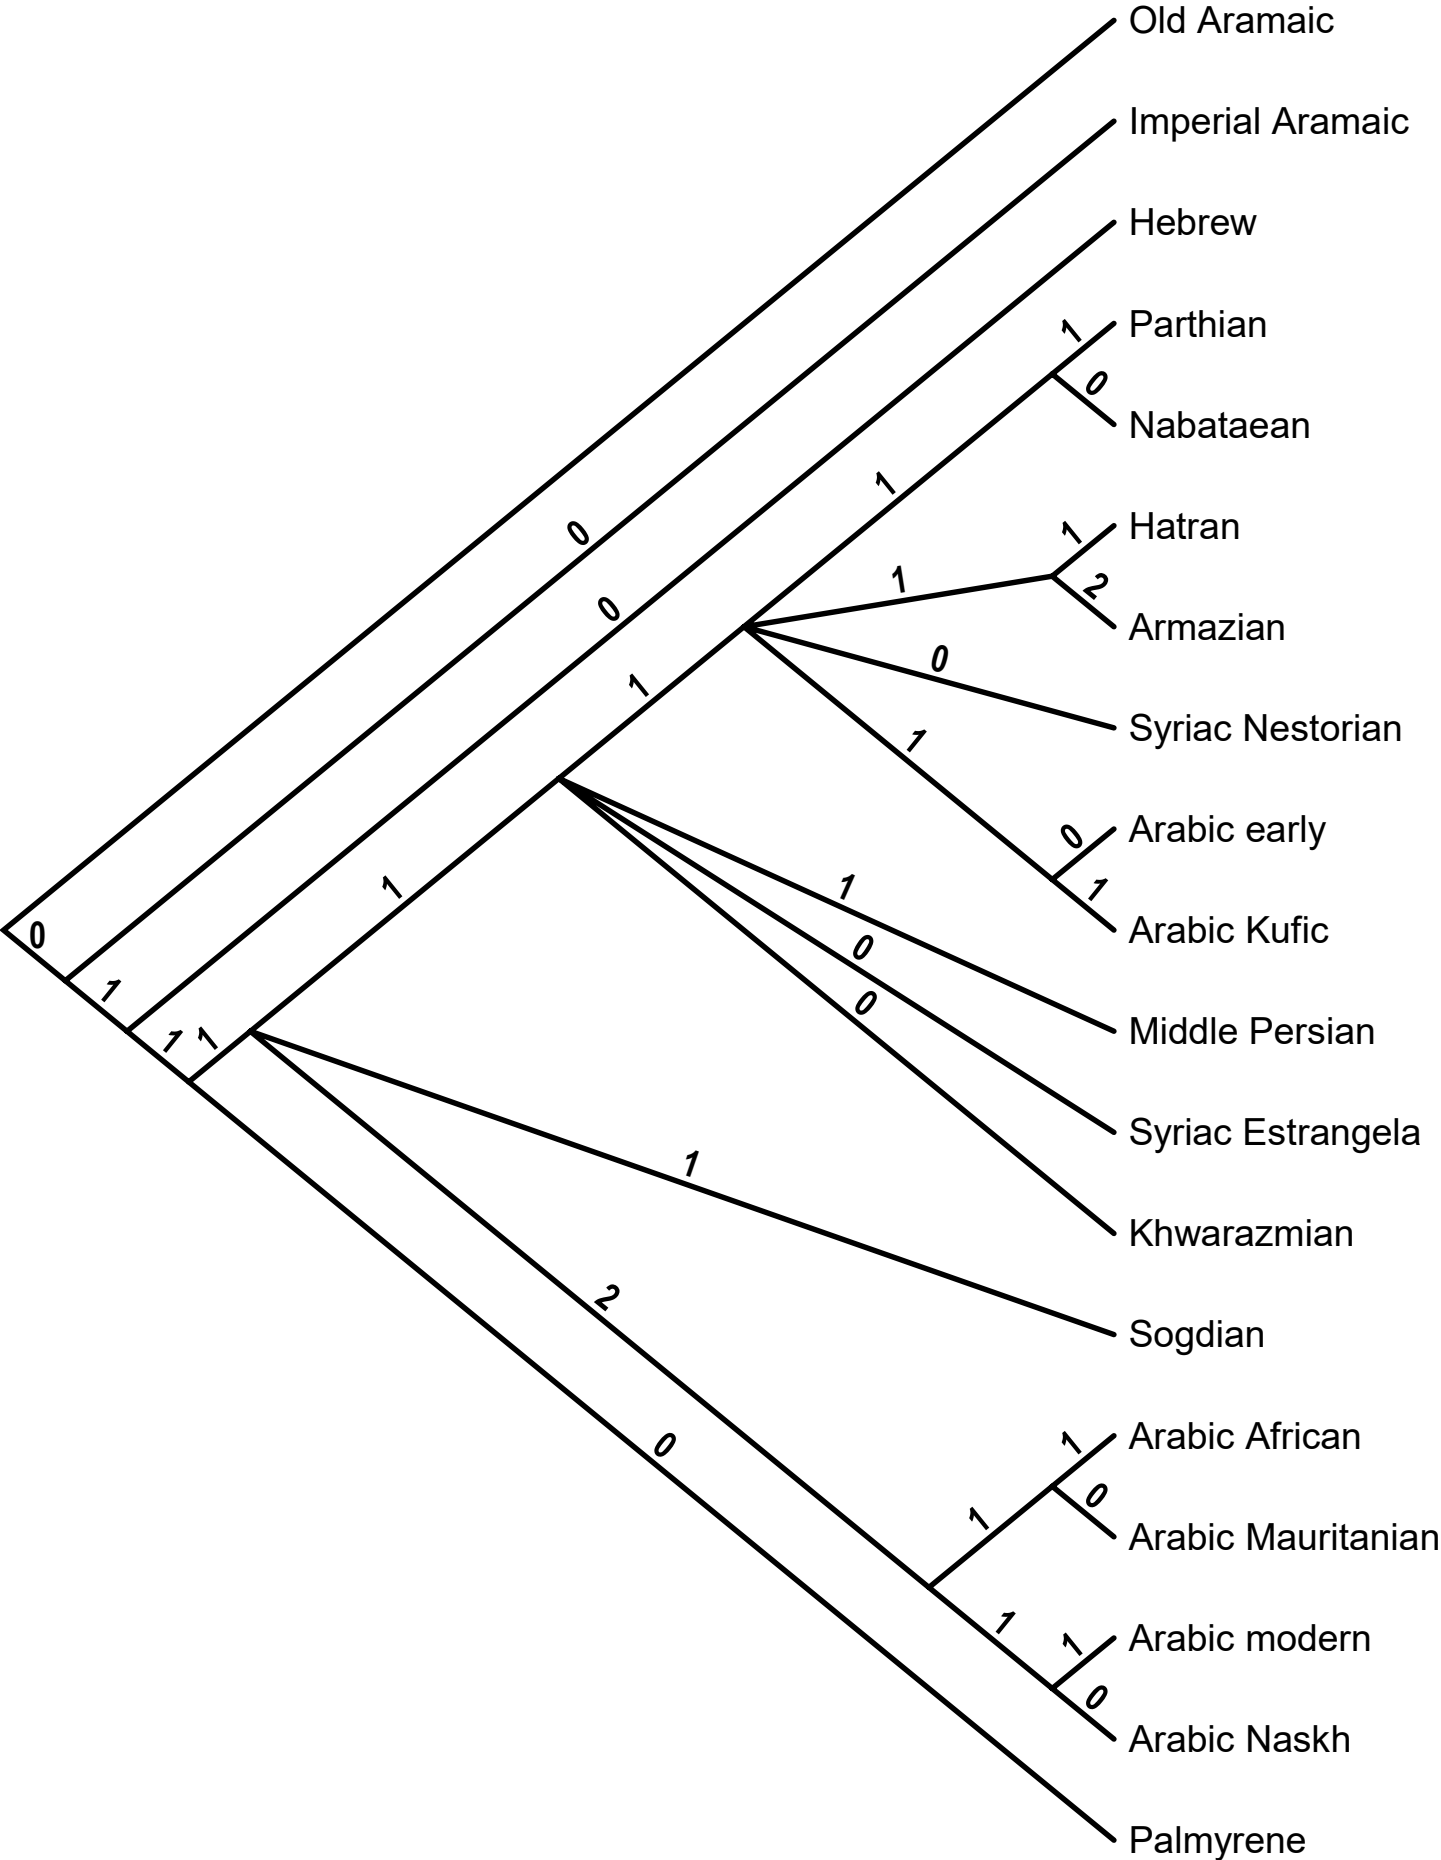 Old Aramaic
Imperial Aramaic
Hebrew
1 Parthian
0 Nabataean
1
Hatran
1
0
1
1
2
Armazian
0
0
1
Syriac Nestorian
1
0 Arabic early
1
1
1
Arabic Kufic
0
0
0
1
Middle Persian
1
1
Syriac Estrangela
1
Khwarazmian
2
Sogdian
1
Arabic African
0
0
1
Arabic Mauritanian
1
1
Arabic modern
0
Arabic Naskh
Palmyrene